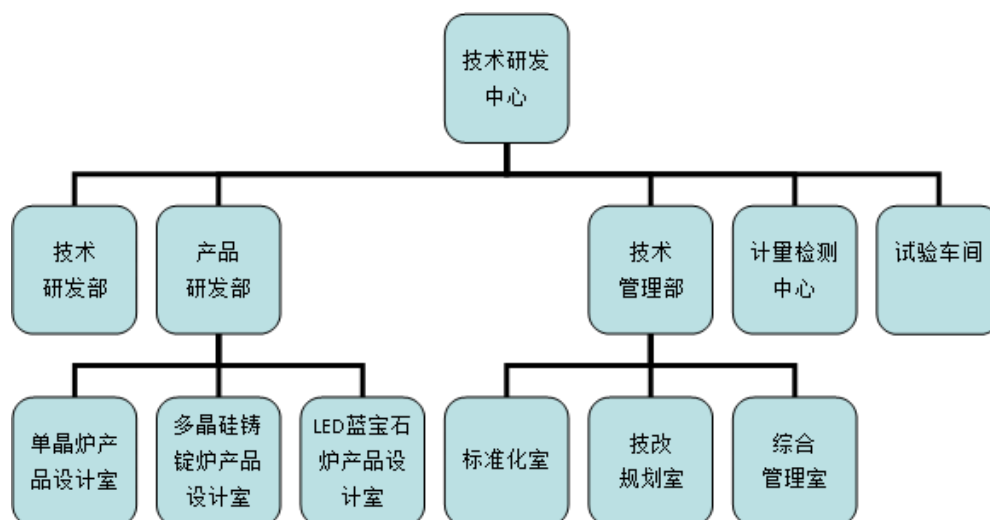 技术研发
中心
技术
研发部
产品
研发部
技术
管理部
计量检测
中心
试验车间
单晶炉产
品设计室
多晶硅铸
锭炉产品
设计室
LED蓝宝石
炉产品设
计室
标准化室
技改
规划室
综合
管理室